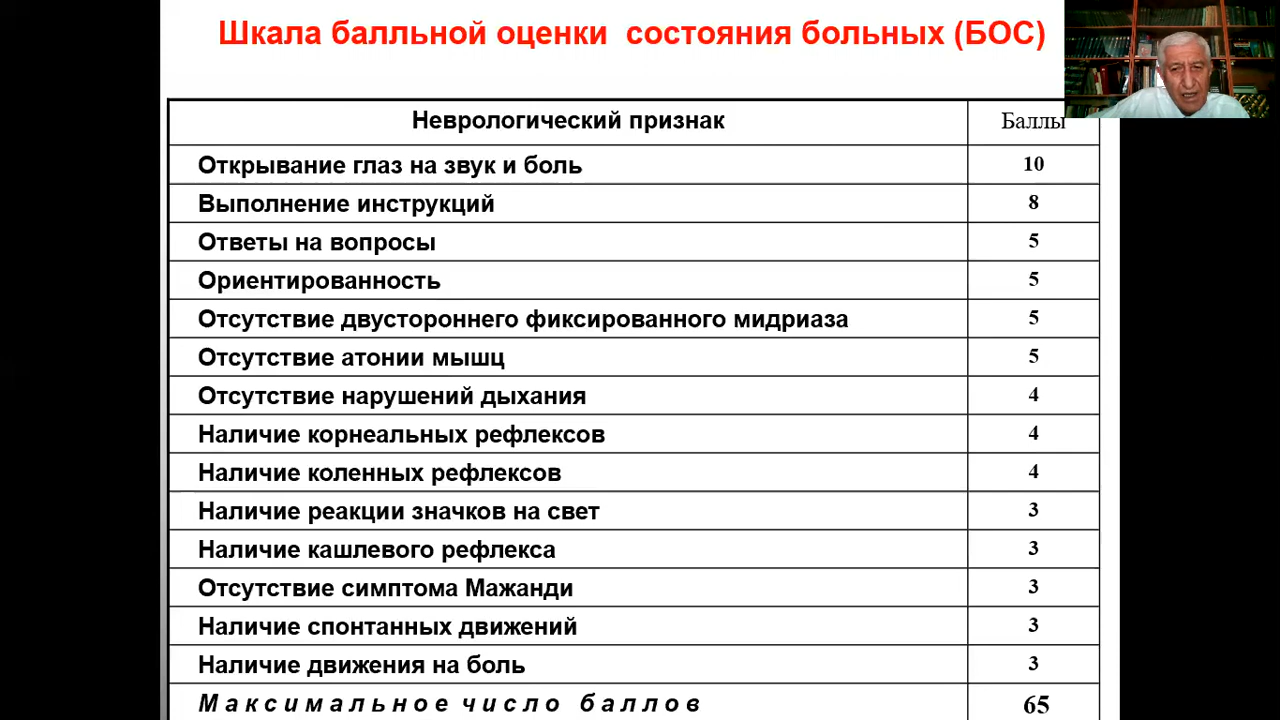 Шкала балльной оценки состояния больных (БОС)
Неврологический признак Баллы
Открывание глаз на звук и боль 10
Выполнение инструкций 8
Ответы на вопросы 5
Ориентированность 5
Отсутствие двустороннего фиксированного мидриаза 5
Отсутствие атонии мышц 5
Отсутствие нарушений дыхания 4
Наличие корнеальных рефлексов 4
Наличие коленных рефлексов 4
Наличие реакции значков на свет 3
Наличие кашлевого рефлекса 3
Отсутствие симптома Мажанди 3
Наличие спонтанных движений 3
Наличие движения на боль 3
Максимальное число баллов 65